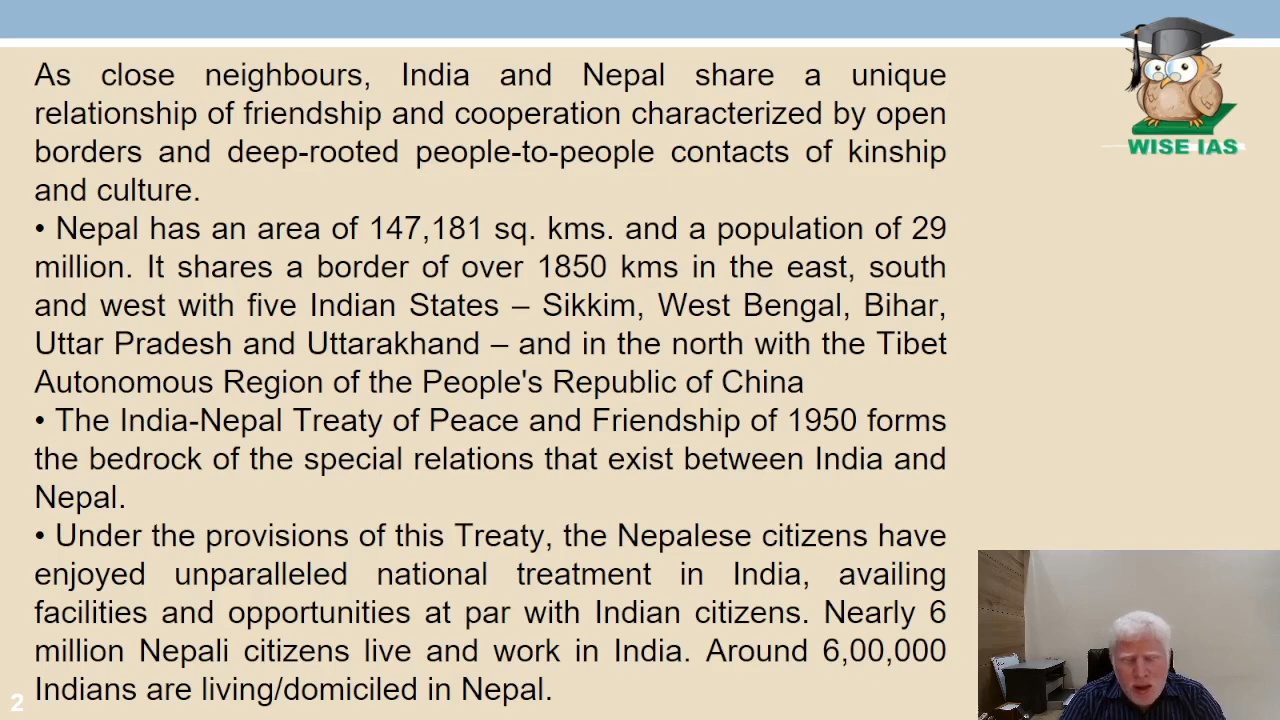 As close neighbours, India and Nepal share a unique
relationship of friendship and cooperation characterized by open
borders and deep-rooted people-to-people contacts of kinship
and culture.
• Nepal has an area of 147,181 sq. kms. and a population of 29
million. It shares a border of over 1850 kms in the east, south
and west with five Indian States – Sikkim, West Bengal, Bihar,
Uttar Pradesh and Uttarakhand – and in the north with the Tibet
Autonomous Region of the People's Republic of China
• The India-Nepal Treaty of Peace and Friendship of 1950 forms
the bedrock of the special relations that exist between India and
Nepal.
• Under the provisions of this Treaty, the Nepalese citizens have
enjoyed unparalleled national treatment in India, availing
facilities and opportunities at par with Indian citizens. Nearly 6
million Nepali citizens live and work in India. Around 6,00,000
Indians are living/domiciled in Nepal.
2
WISE IAS